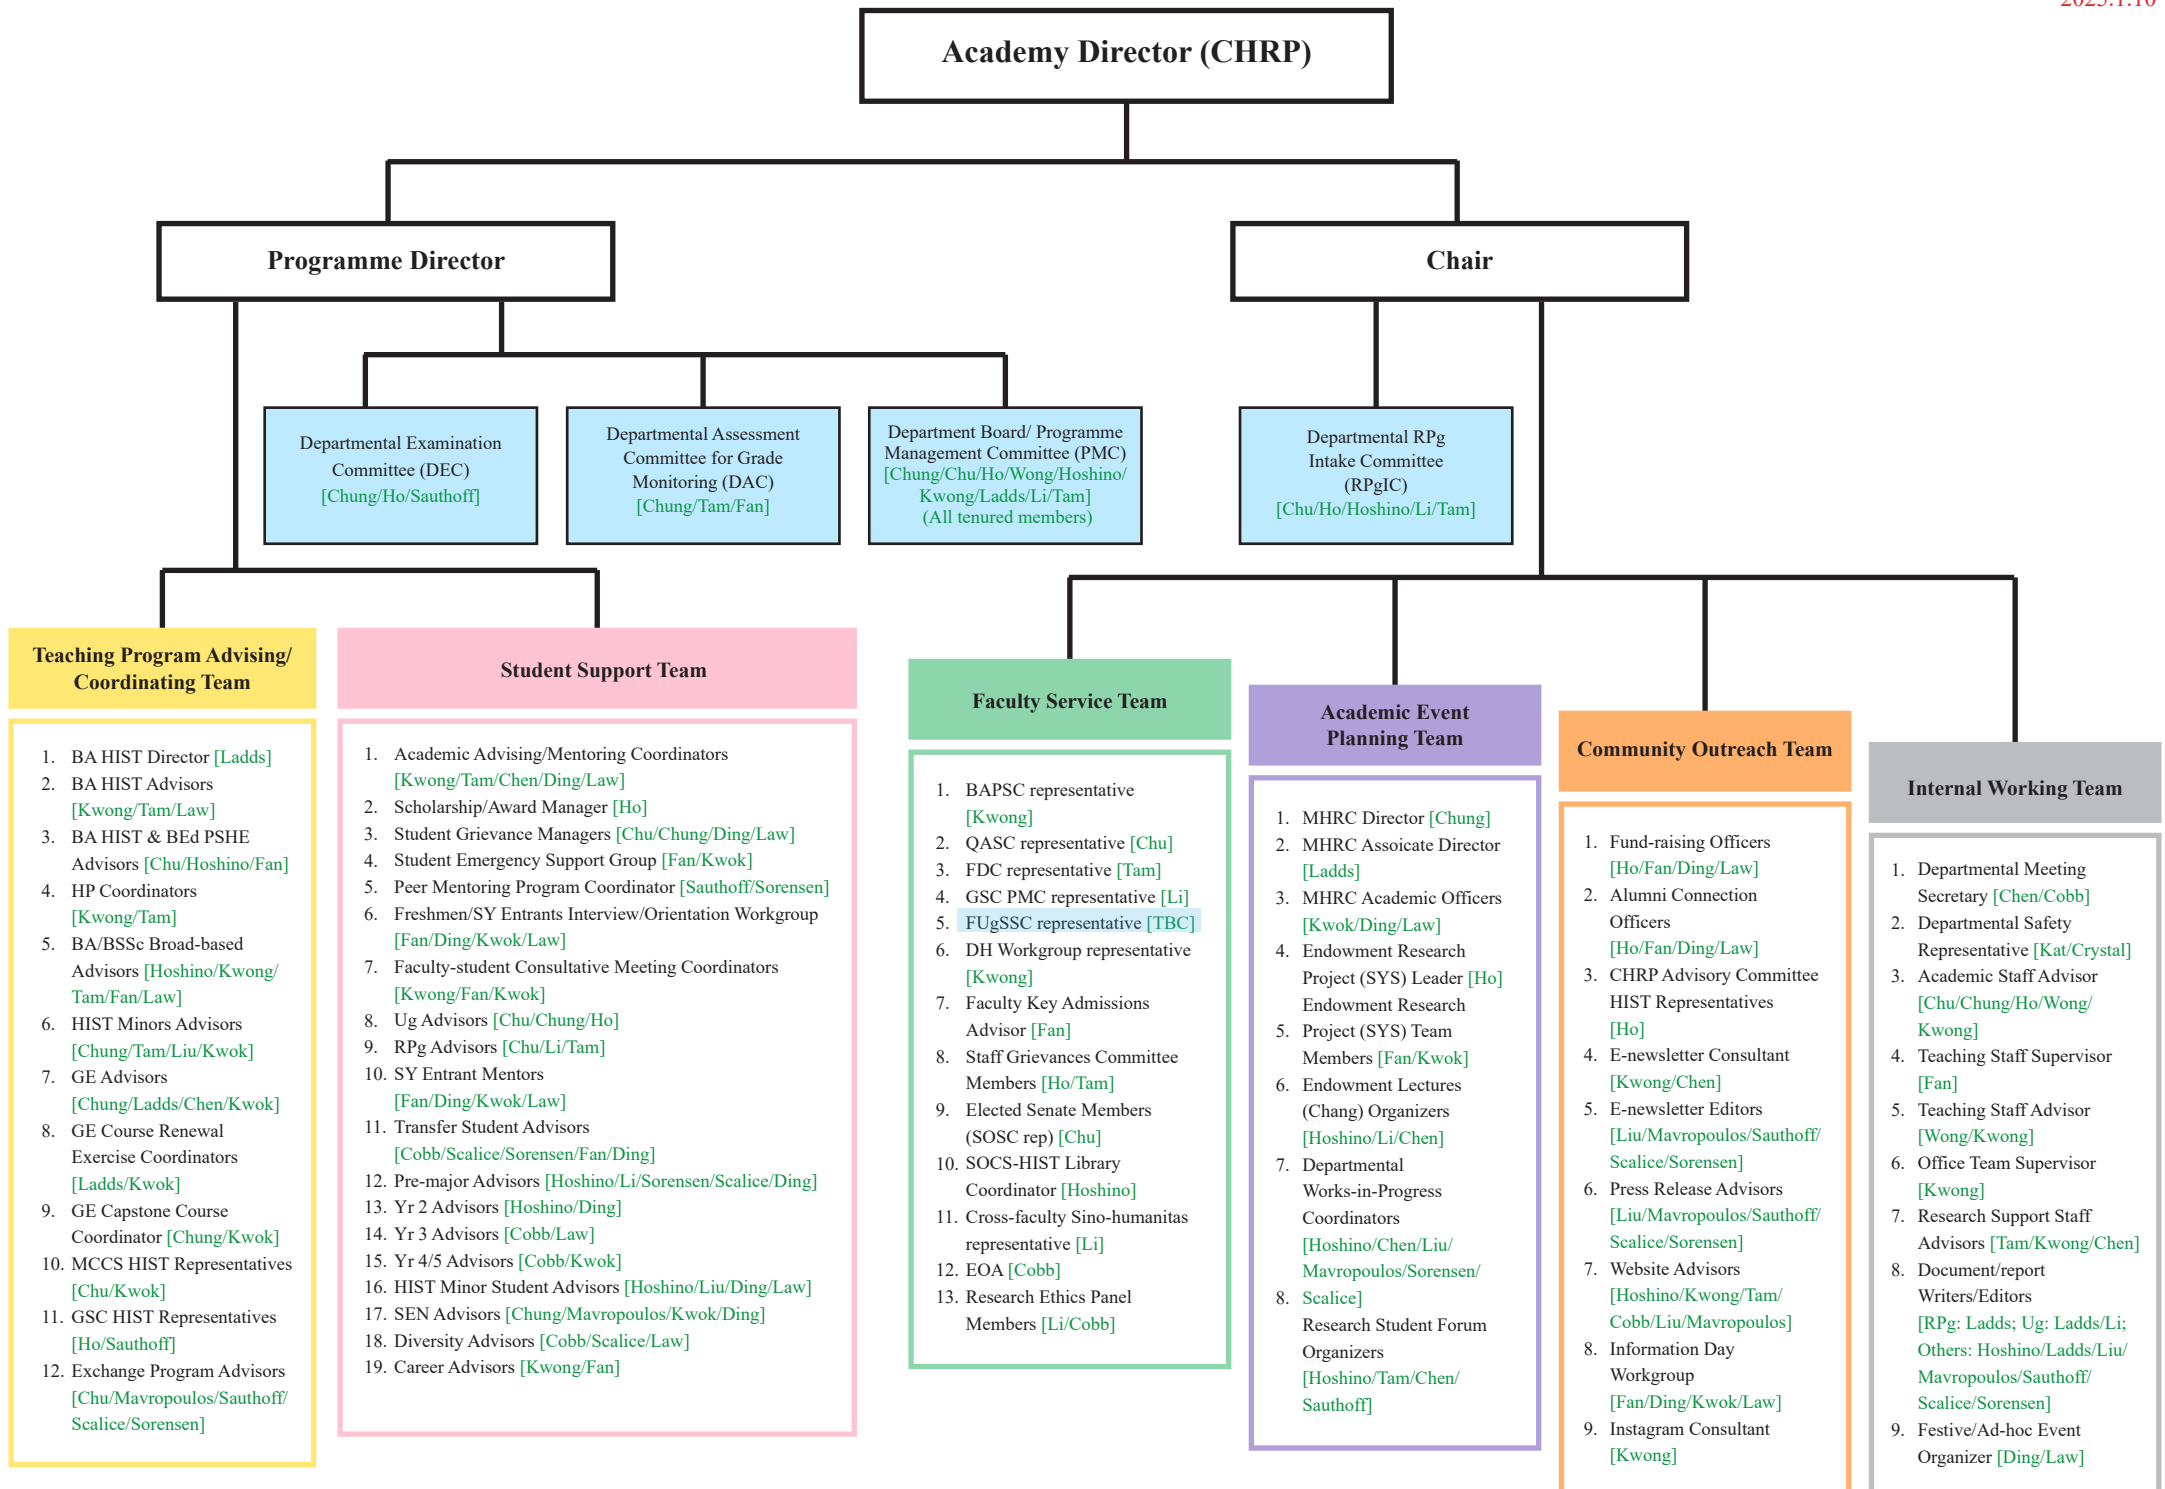 2025.1.10
Academy Director (CHRP)
Programme Director
Chair
Departmental Examination
Committee (DEC)
[Chung/Ho/Sauthoff]
Departmental Assessment
Committee for Grade
Monitoring (DAC)
[Chung/Tam/Fan]
Department Board/ Programme
Management Committee (PMC)
[Chung/Chu/Ho/Wong/Hoshino/
Kwong/Ladds/Li/Tam]
(All tenured members)
Departmental RPg
Intake Committee
(RPgIC)
[Chu/Ho/Hoshino/Li/Tam]
Teaching Program Advising/
Coordinating Team
1. BA HIST Director [Ladds]
2. BA HIST Advisors
[Kwong/Tam/Law]
3. BA HIST & BEd PSHE
Advisors [Chu/Hoshino/Fan]
4. HP Coordinators
[Kwong/Tam]
5. BA/BSSc Broad-based
Advisors [Hoshino/Kwong/
Tam/Fan/Law]
6. HIST Minors Advisors
[Chung/Tam/Liu/Kwok]
7. GE Advisors
[Chung/Ladds/Chen/Kwok]
8. GE Course Renewal
Exercise Coordinators
[Ladds/Kwok]
9. GE Capstone Course
Coordinator [Chung/Kwok]
10. MCCS HIST Representatives
[Chu/Kwok]
11. GSC HIST Representatives
[Ho/Sauthoff]
12. Exchange Program Advisors
[Chu/Mavropoulos/Sauthoff/
Scalice/Sorensen]
Student Support Team
1. Academic Advising/Mentoring Coordinators
[Kwong/Tam/Chen/Ding/Law]
2. Scholarship/Award Manager [Ho]
3. Student Grievance Managers [Chu/Chung/Ding/Law]
4. Student Emergency Support Group [Fan/Kwok]
5. Peer Mentoring Program Coordinator [Sauthoff/Sorensen]
6. Freshmen/SY Entrants Interview/Orientation Workgroup
[Fan/Ding/Kwok/Law]
7. Faculty-student Consultative Meeting Coordinators
[Kwong/Fan/Kwok]
8. Ug Advisors [Chu/Chung/Ho]
9. RPg Advisors [Chu/Li/Tam]
10. SY Entrant Mentors
[Fan/Ding/Kwok/Law]
11. Transfer Student Advisors
[Cobb/Scalice/Sorensen/Fan/Ding]
12. Pre-major Advisors [Hoshino/Li/Sorensen/Scalice/Ding]
13. Yr 2 Advisors [Hoshino/Ding]
14. Yr 3 Advisors [Cobb/Law]
15. Yr 4/5 Advisors [Cobb/Kwok]
16. HIST Minor Student Advisors [Hoshino/Liu/Ding/Law]
17. SEN Advisors [Chung/Mavropoulos/Kwok/Ding]
18. Diversity Advisors [Cobb/Scalice/Law]
19. Career Advisors [Kwong/Fan]
Faculty Service Team
1. BAPSC representative
[Kwong]
2. QASC representative [Chu]
3. FDC representative [Tam]
4. GSC PMC representative [Li]
5. FUgSSC representative [TBC]
6. DH Workgroup representative
[Kwong]
7. Faculty Key Admissions
Advisor [Fan]
8. Staff Grievances Committee
Members [Ho/Tam]
9. Elected Senate Members
(SOSC rep) [Chu]
10. SOCS-HIST Library
Coordinator [Hoshino]
11. Cross-faculty Sino-humanitas
representative [Li]
12. EOA [Cobb]
13. Research Ethics Panel
Members [Li/Cobb]
Academic Event
Planning Team
1. MHRC Director [Chung]
2. MHRC Assoicate Director
[Ladds]
3. MHRC Academic Officers
[Kwok/Ding/Law]
4. Endowment Research
Project (SYS) Leader [Ho]
Endowment Research
5. Project (SYS) Team
Members [Fan/Kwok]
6. Endowment Lectures
(Chang) Organizers
[Hoshino/Li/Chen]
7. Departmental
Works-in-Progress
Coordinators
[Hoshino/Chen/Liu/
Mavropoulos/Sorensen/
8. Scalice]
Research Student Forum
Organizers
[Hoshino/Tam/Chen/
Sauthoff]
Community Outreach Team
1. Fund-raising Officers
[Ho/Fan/Ding/Law]
2. Alumni Connection
Officers
[Ho/Fan/Ding/Law]
3. CHRP Advisory Committee
HIST Representatives
[Ho]
4. E-newsletter Consultant
[Kwong/Chen]
5. E-newsletter Editors
[Liu/Mavropoulos/Sauthoff/
Scalice/Sorensen]
6. Press Release Advisors
[Liu/Mavropoulos/Sauthoff/
Scalice/Sorensen]
7. Website Advisors
[Hoshino/Kwong/Tam/
Cobb/Liu/Mavropoulos]
8. Information Day
Workgroup
[Fan/Ding/Kwok/Law]
9. Instagram Consultant
[Kwong]
Internal Working Team
1. Departmental Meeting
Secretary [Chen/Cobb]
2. Departmental Safety
Representative [Kat/Crystal]
3. Academic Staff Advisor
[Chu/Chung/Ho/Wong/
Kwong]
4. Teaching Staff Supervisor
[Fan]
5. Teaching Staff Advisor
[Wong/Kwong]
6. Office Team Supervisor
[Kwong]
7. Research Support Staff
Advisors [Tam/Kwong/Chen]
8. Document/report
Writers/Editors
[RPg: Ladds; Ug: Ladds/Li;
Others: Hoshino/Ladds/Liu/
Mavropoulos/Sauthoff/
Scalice/Sorensen]
9. Festive/Ad-hoc Event
Organizer [Ding/Law]